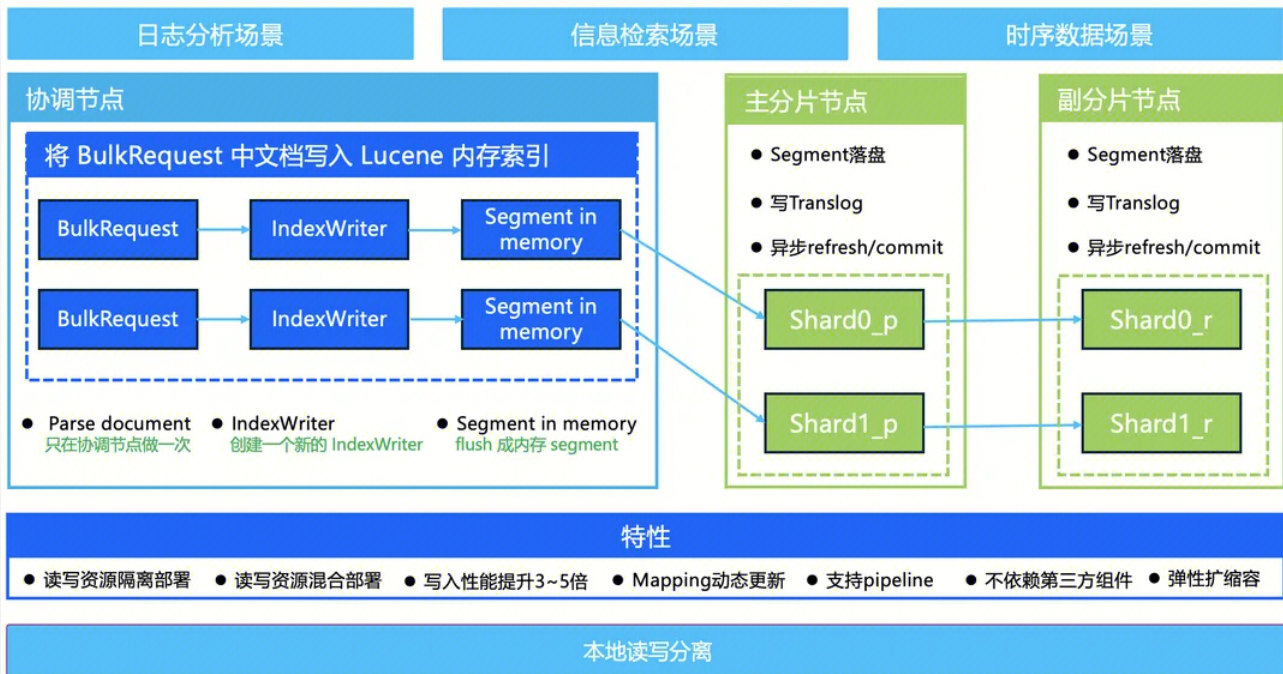 日志分析场景
信息检索场景
时序数据场景
协调节点
将 BulkRequest 中文档写入 Lucene 内存索引
BulkRequest
IndexWriter
Segment in
memory
BulkRequest
IndexWriter
Segment in
memory
● Parse document
只在协调节点做一次
● IndexWriter
创建一个新的 IndexWriter
● Segment in memory
flush 成内存 segment
主分片节点
● Segment落盘
● 写Translog
● 异步refresh/commit
Shard0_p
Shard1_p
副分片节点
● Segment落盘
● 写Translog
● 异步refresh/commit
Shard0_r
Shard1_r
特性
● 读写资源隔离部署
● 读写资源混合部署
● 写入性能提升3~5倍
● Mapping动态更新
● 支持pipeline
● 不依赖第三方组件
● 弹性扩缩容
本地读写分离